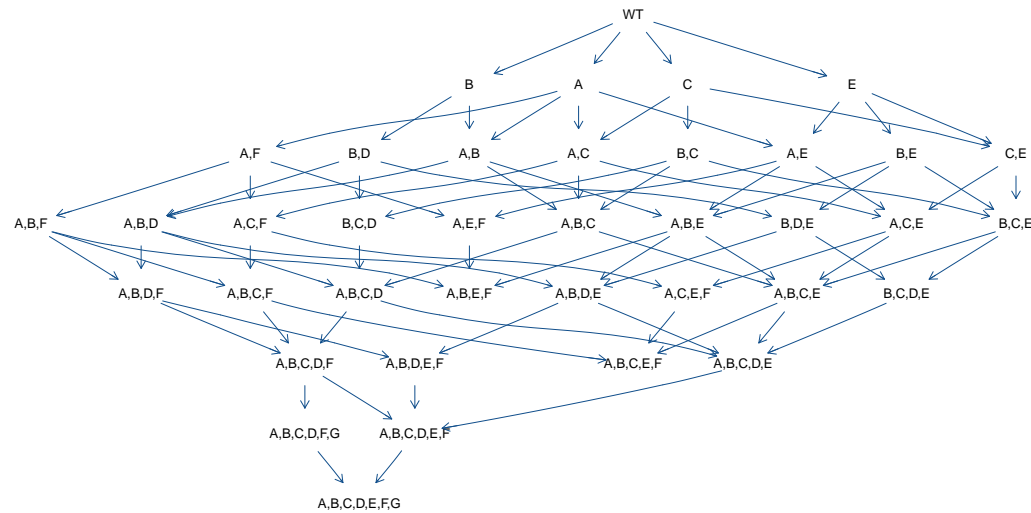 WT
B
A
C
E
A,F
B,D
A,B
A,C
B,C
A,E
B,E
C,E
A,B,F
A,B,D
A,C,F
B,C,D
A,E,F
A,B,C
A,B,E
B,D,E
A,C,E
B,C,E
A,B,D,F
A,B,C,F
A,B,C,D
A,B,E,F
A,B,D,E
A,C,E,F
A,B,C,E
B,C,D,E
A,B,C,D,F
A,B,D,E,F
A,B,C,E,F
A,B,C,D,E
A,B,C,D,F,G
A,B,C,D,E,F
A,B,C,D,E,F,G